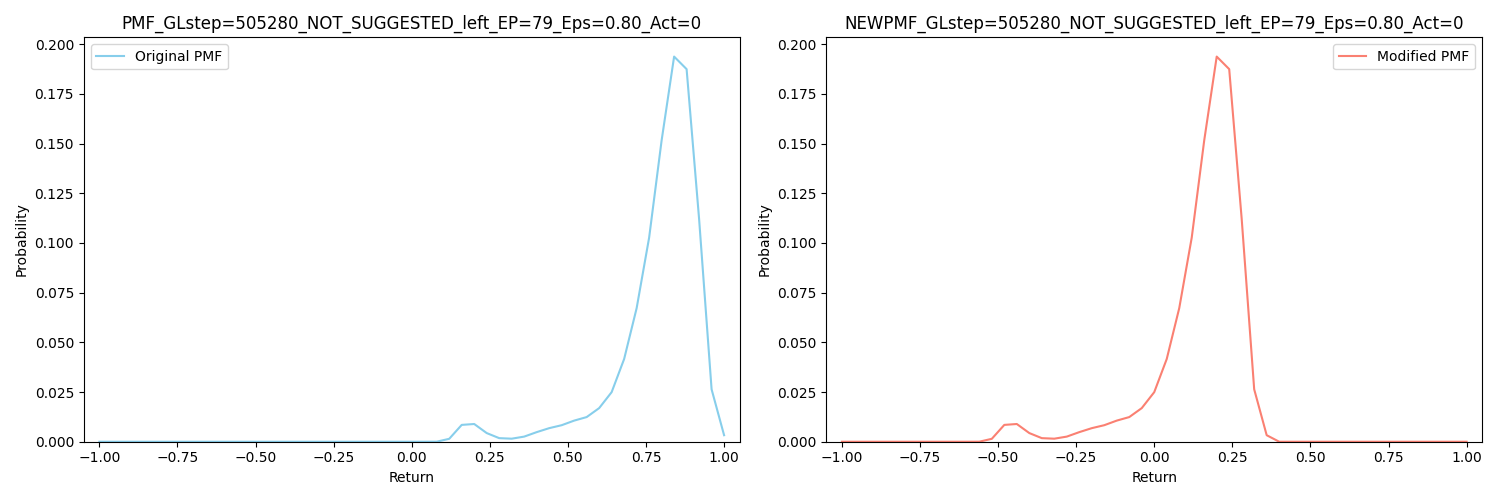 PMF_GLstep=505280_NOT_SUGGESTED_left_EP=79_Eps=0.80_Act=0
Original PMF
0.200
0.175
0.150
0.125
0.100
0.075
0.050
0.025
0.000
Probability
−1.00 −0.75 −0.50 −0.25 0.00 0.25 0.50 0.75 1.00
Return
NEWPMF_GLstep=505280_NOT_SUGGESTED_left_EP=79_Eps=0.80_Act=0
Modified PMF
0.200
0.175
0.150
0.125
0.100
0.075
0.050
0.025
0.000
Probability
−1.00 −0.75 −0.50 −0.25 0.00 0.25 0.50 0.75 1.00
Return